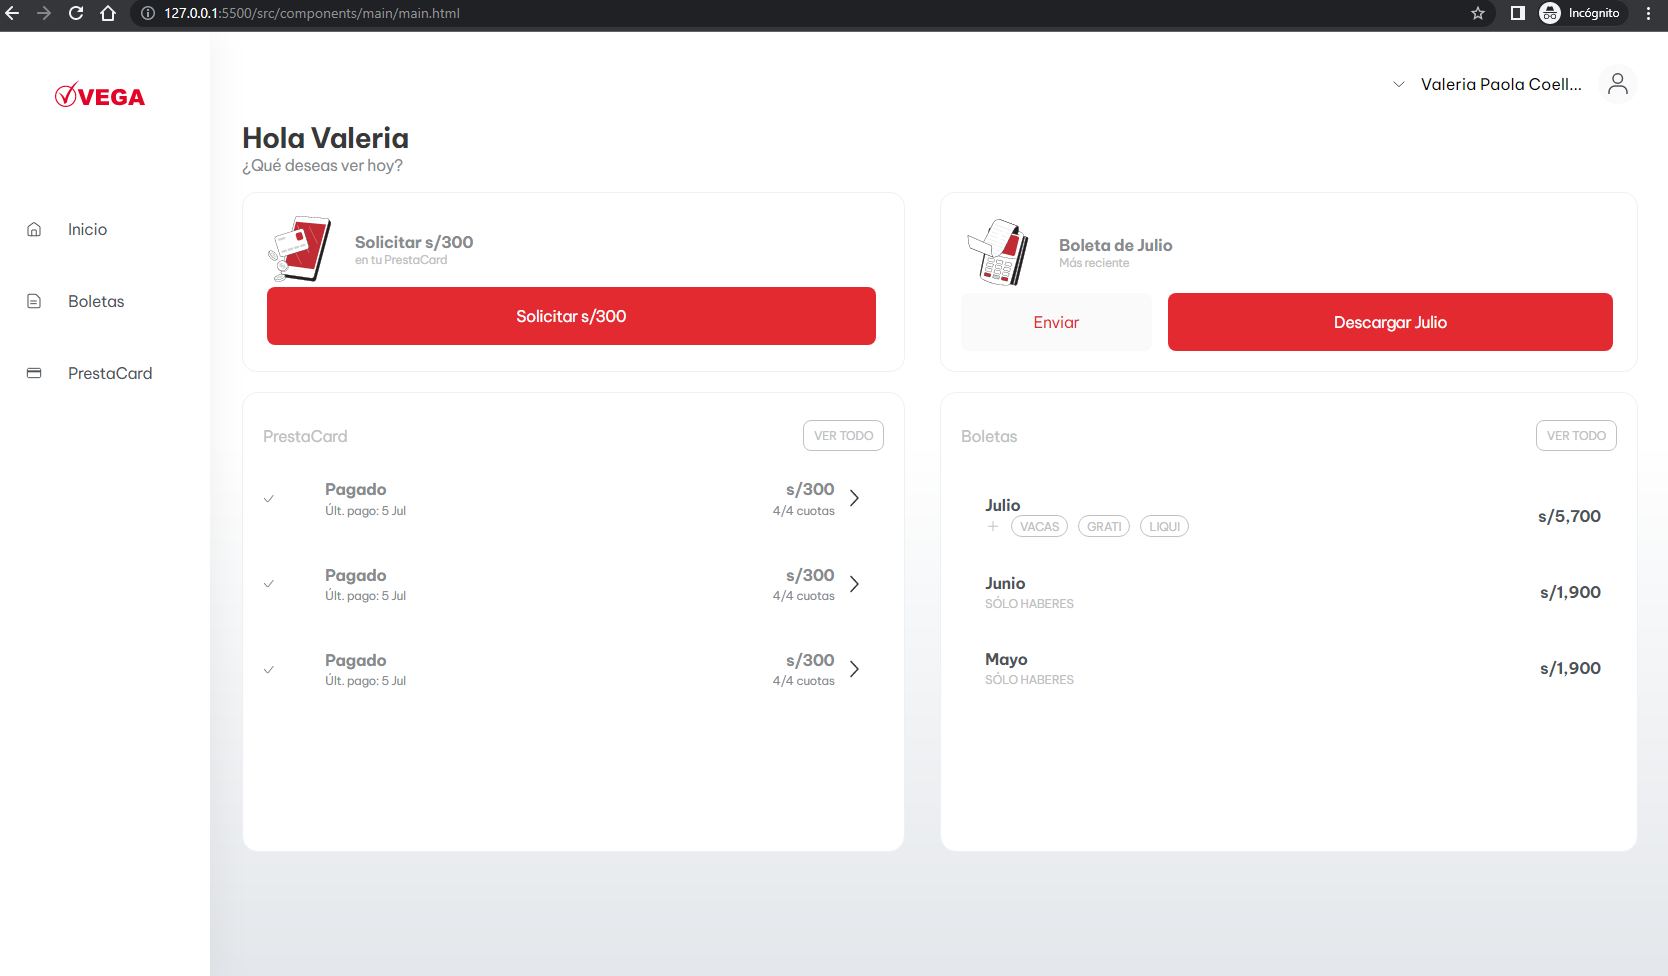 127.0.0.1:5500/src/components/main/main.html
Incógnito
VEGA
Valeria Paola Coell...
Hola Valeria
¿Qué deseas ver hoy?
Inicio
Boletas
PrestaCard
Solicitar s/300
en tu PrestaCard
Solicitar s/300
Boleta de Julio
Más reciente
Enviar
Descargar Julio
PrestaCard
VER TODO
Pagado
s/300
Últ. pago: 5 Jul
4/4 cuotas
Pagado
s/300
Últ. pago: 5 Jul
4/4 cuotas
Pagado
s/300
Últ. pago: 5 Jul
4/4 cuotas
Boletas
VER TODO
Julio
+ VACAS GRATI LIQUI
s/5,700
Junio
SÓLO HABERES
s/1,900
Mayo
SÓLO HABERES
s/1,900